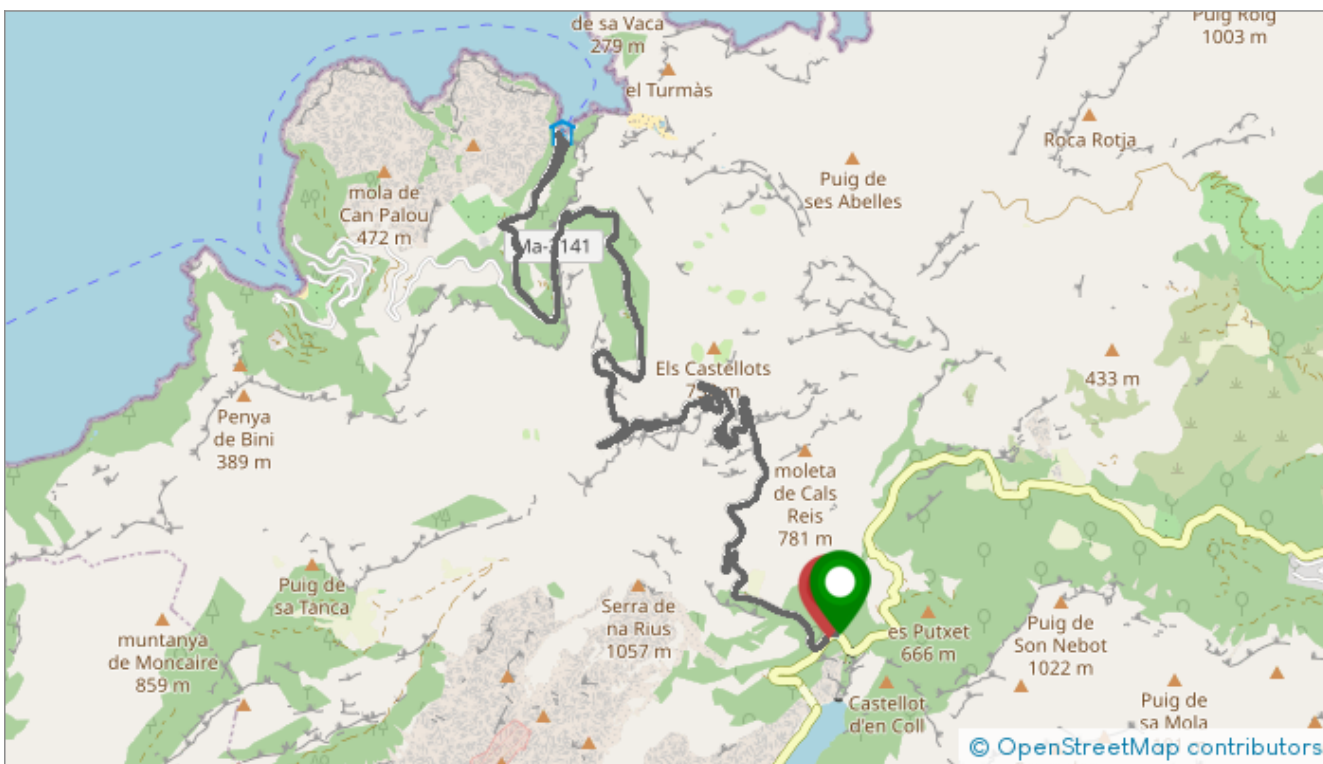 de sa Vaca
279 m
Puig Roig
1003 m
el Turmàs
Roca Rotja
Puig de
ses Abelles
mola de
Can Palou
472 m
Els Castellots
433 m
Penya
de Bini
389 m
moleta
de Cals
Reis
781 m
Puig de
sa Tanca
Serra de
na Rius
1057 m
es Putxet
666 m
Puig de
Son Nebot
1022 m
muntanya
de Moncaire
859 m
Castellot
d'en Coll
Puig de
sa Mola
© OpenStreetMap contributors